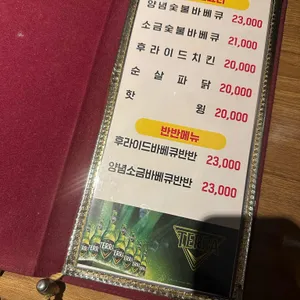 양념숯불바베큐 23,000
소금숯불바베큐 21,000
후라이드치킨 20,000
순살파닭 20,000
핫윙 20,000
반반메뉴
후라이드바베큐반반 23,000
양념소금바베큐반반 23,000
TERRA